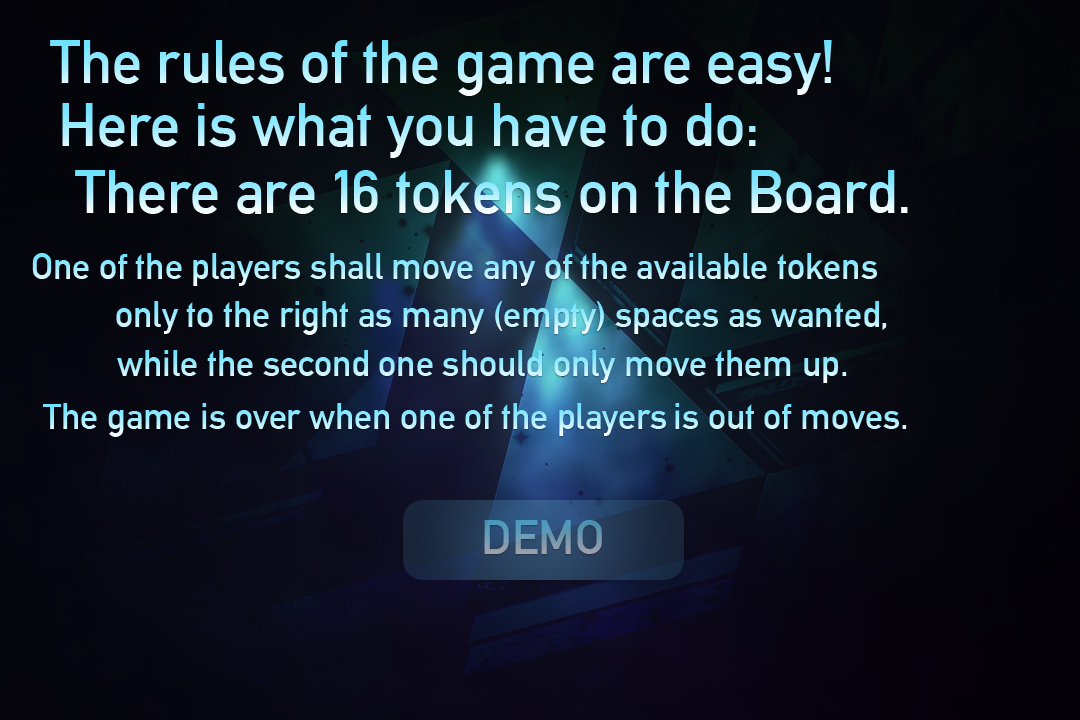 The rules of the game are easy!
Here is what you have to do:
There are 16 tokens on the Board.
One of the players shall move any of the available tokens
only to the right as many (empty) spaces as wanted,
while the second one should only move them up.
The game is over when one of the players is out of moves.
DEMO